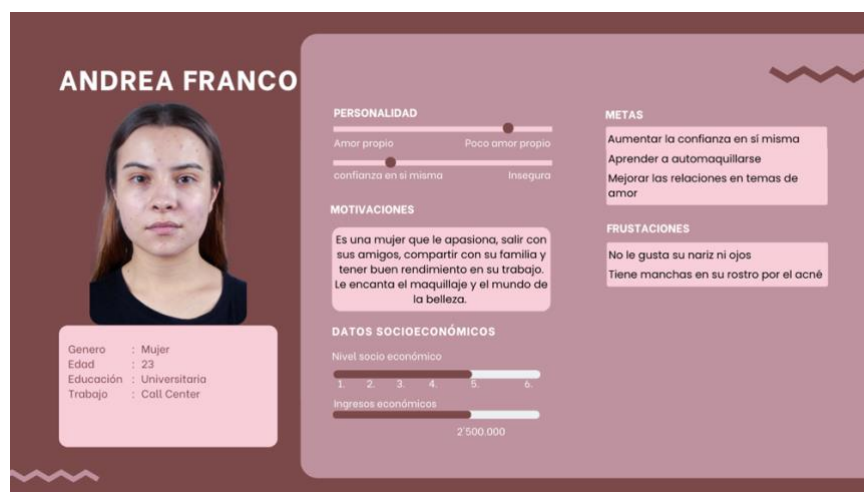 ANDREA FRANCO
Genero : Mujer
Edad : 23
Educación : Universitaria
Trabajo : Call Center
PERSONALIDAD
Amor propio Poco amor propio
confianza en si misma Insegura
MOTIVACIONES
Es una mujer que le apasiona, salir con
sus amigos, compartir con su familia y
tener buen rendimiento en su trabajo.
Le encanta el maquillaje y el mundo de
la belleza.
DATOS SOCIOECONÓMICOS
Nivel socio económico
1. 2. 3. 4. 5. 6.
Ingresos económicos
2'500.000
METAS
Aumentar la confianza en sí misma
Aprender a automaquillarse
Mejorar las relaciones en temas de
amor
FRUSTACIONES
No le gusta su nariz ni ojos
Tiene manchas en su rostro por el acné